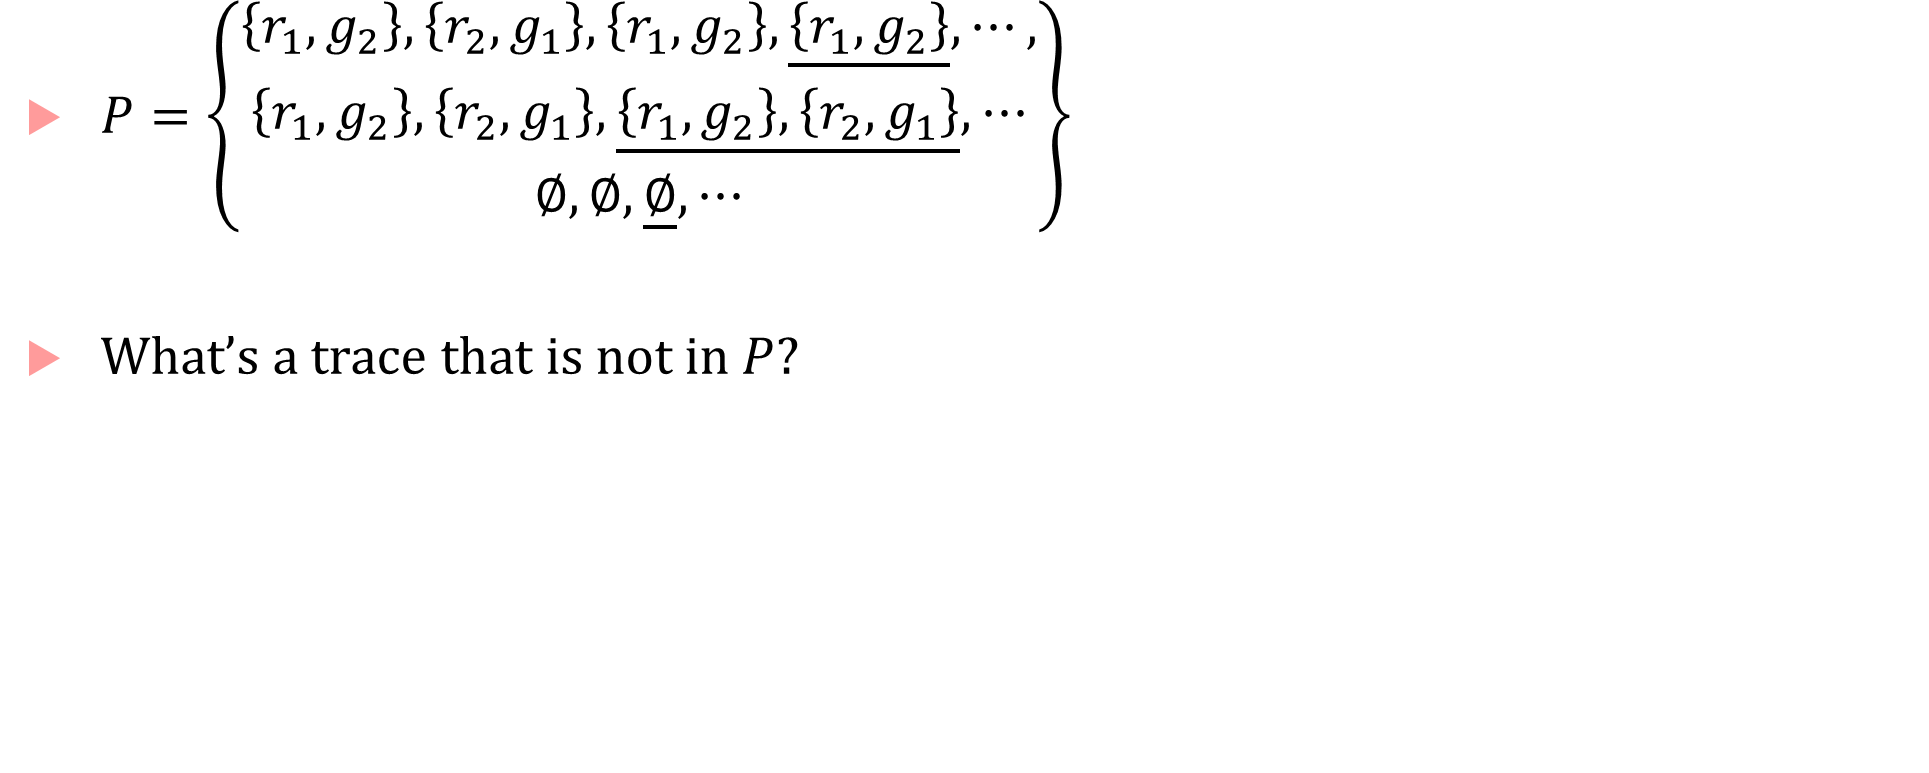 {r₁, g₂}, {r₂, g₁}, {r₁, g₂}, {r₁, g₂}, ⋯ ,
P = {r₁, g₂}, {r₂, g₁}, {r₁, g₂}, {r₂, g₁}, ⋯
∅, ∅, ∅, ⋯
What’s a trace that is not in P?